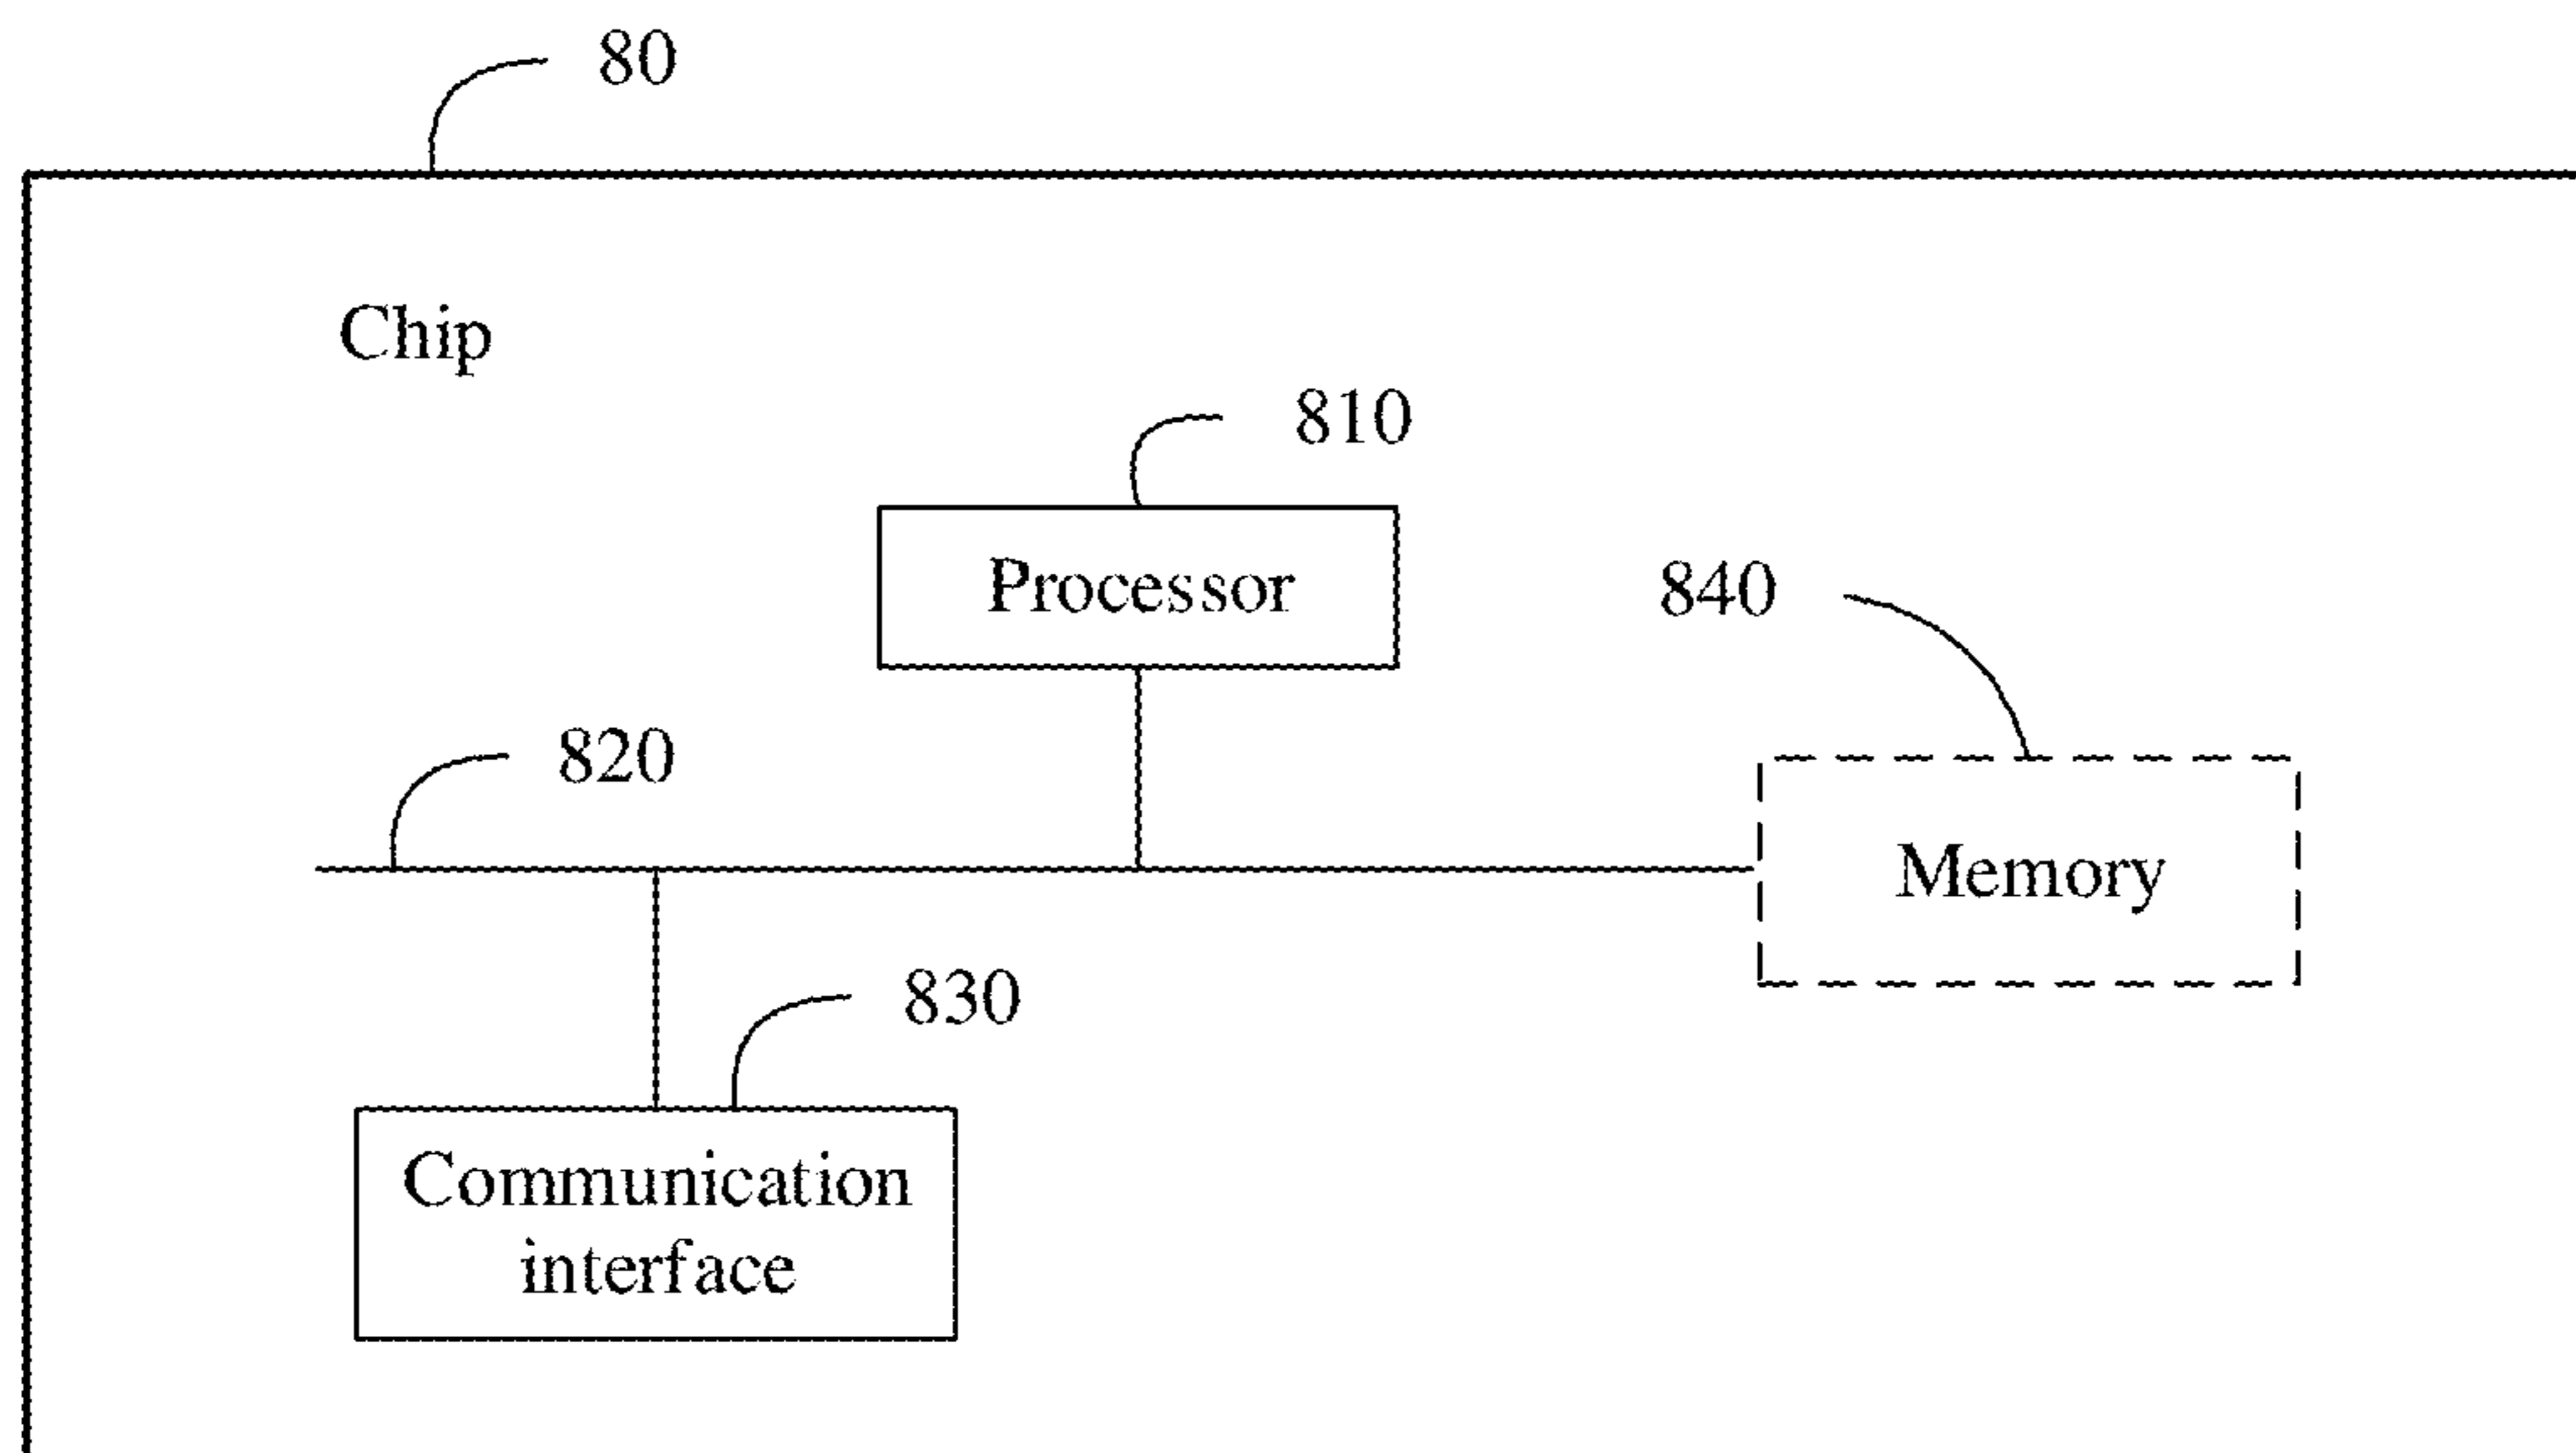 80
Chip
810
Processor
840
820
Memory
830
Communication
interface